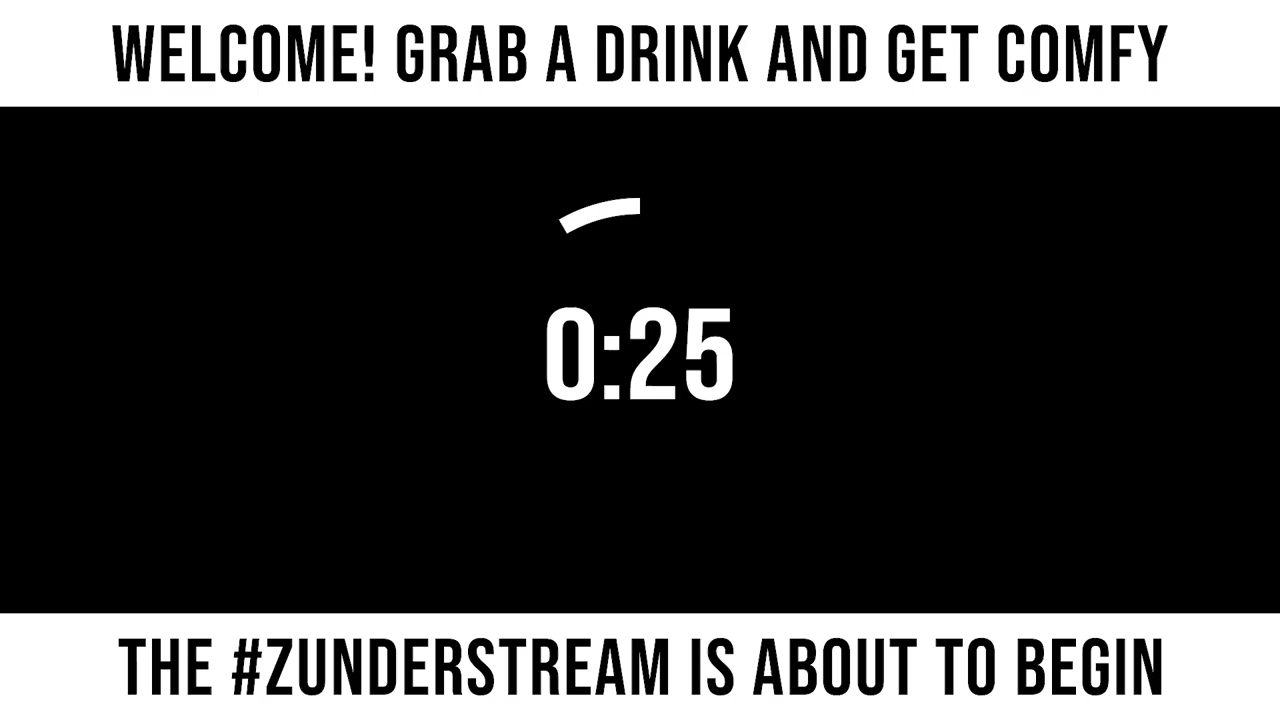 WELCOME! GRAB A DRINK AND GET COMFY
0:25
THE #ZUNDERSTREAM IS ABOUT TO BEGIN